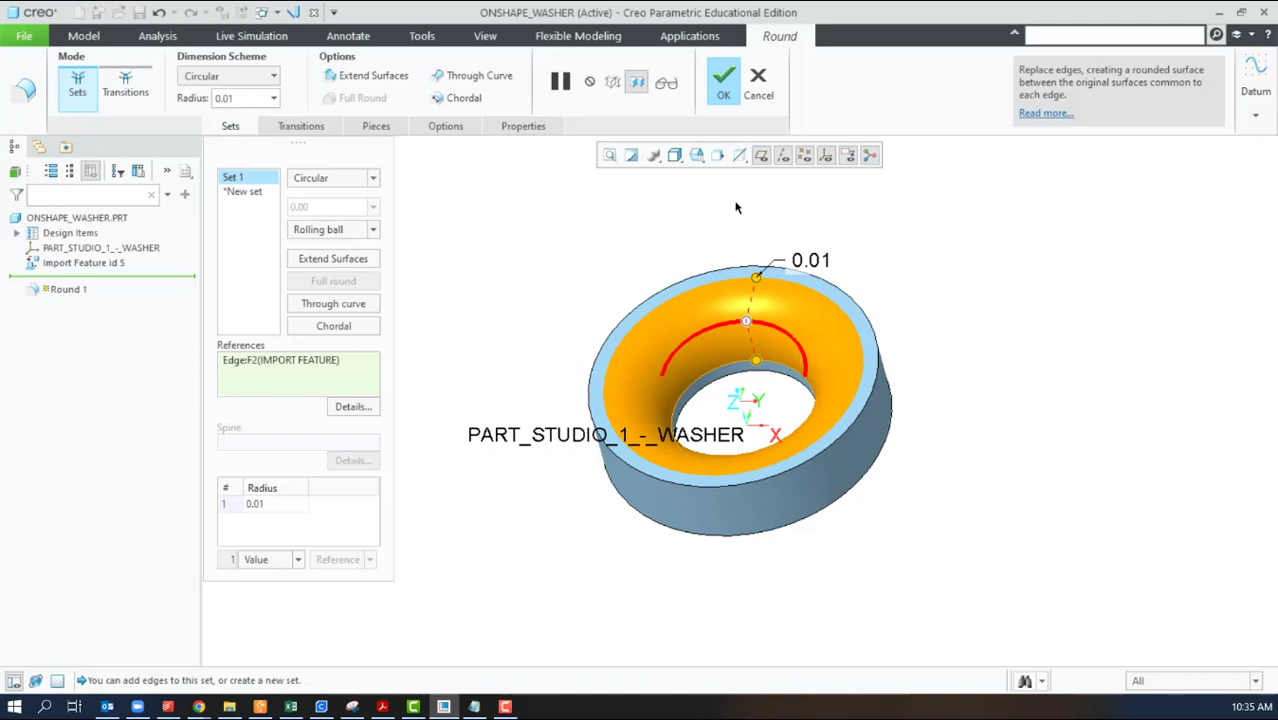 creo ONSHAPE_WASHER (Active) - Creo Parametric Educational Edition
File Model Analysis Live Simulation Annotate Tools View Flexible Modeling Applications Round
Mode Dimension Scheme Options
Sets Transitions Circular Extend Surfaces Through Curve OK Cancel
Radius: 0.01 Full Round Chordal
Replace edges, creating a rounded surface
between the original surfaces common to
each edge.
Read more...
Datum
Sets Transitions Pieces Options Properties
Set 1
*New set
Circular
0.00
Rolling ball
Extend Surfaces
Full round
Through curve
Chordal
References
Edge:F2(IMPORT FEATURE)
Details...
Spine
Details...
# Radius
1 0.01
1 Value Reference
ONSHAPE_WASHER.PRT
Design Items
PART_STUDIO_1_-_WASHER
Import Feature id 5
Round 1
0.01
Z Y
X
PART_STUDIO_1_-_WASHER
You can add edges to this set, or create a new set.
All
10:35 AM